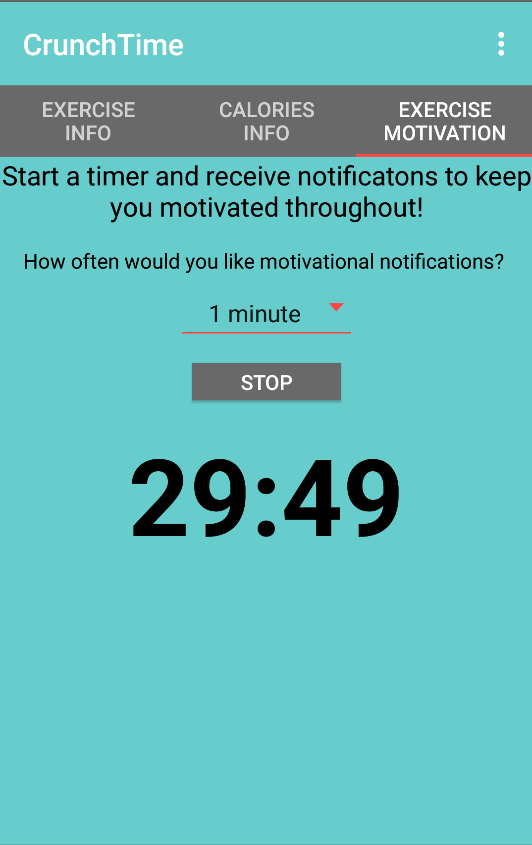 CrunchTime
EXERCISE
INFO
CALORIES
INFO
EXERCISE
MOTIVATION
Start a timer and receive notificatons to keep
you motivated throughout!
How often would you like motivational notifications?
1 minute
STOP
29:49